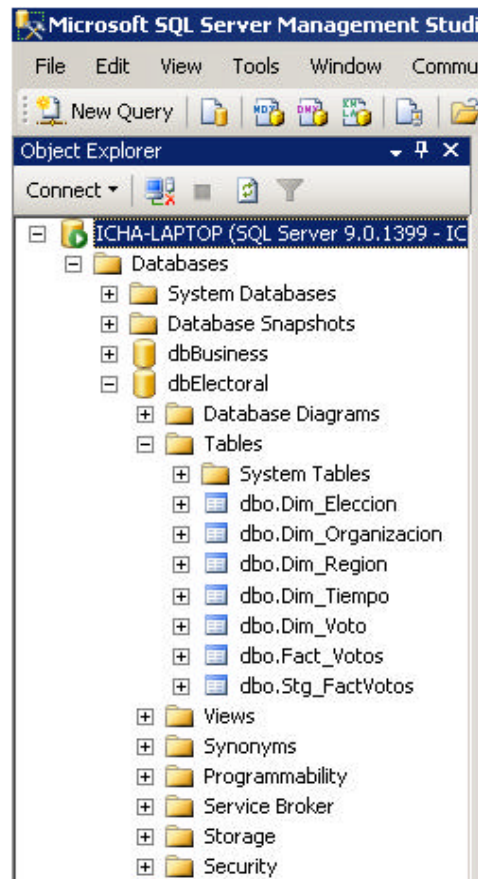 Microsoft SQL Server Management Studi
File Edit View Tools Window Commu
New Query
Object Explorer
Connect
ICHA-LAPTOP (SQL Server 9.0.1399 - IC
Databases
System Databases
Database Snapshots
dbBusiness
dbElectoral
Database Diagrams
Tables
System Tables
dbo.Dim_Eleccion
dbo.Dim_Organizacion
dbo.Dim_Region
dbo.Dim_Tiempo
dbo.Dim_Voto
dbo.Fact_Votos
dbo.Stg_FactVotos
Views
Synonyms
Programmability
Service Broker
Storage
Security